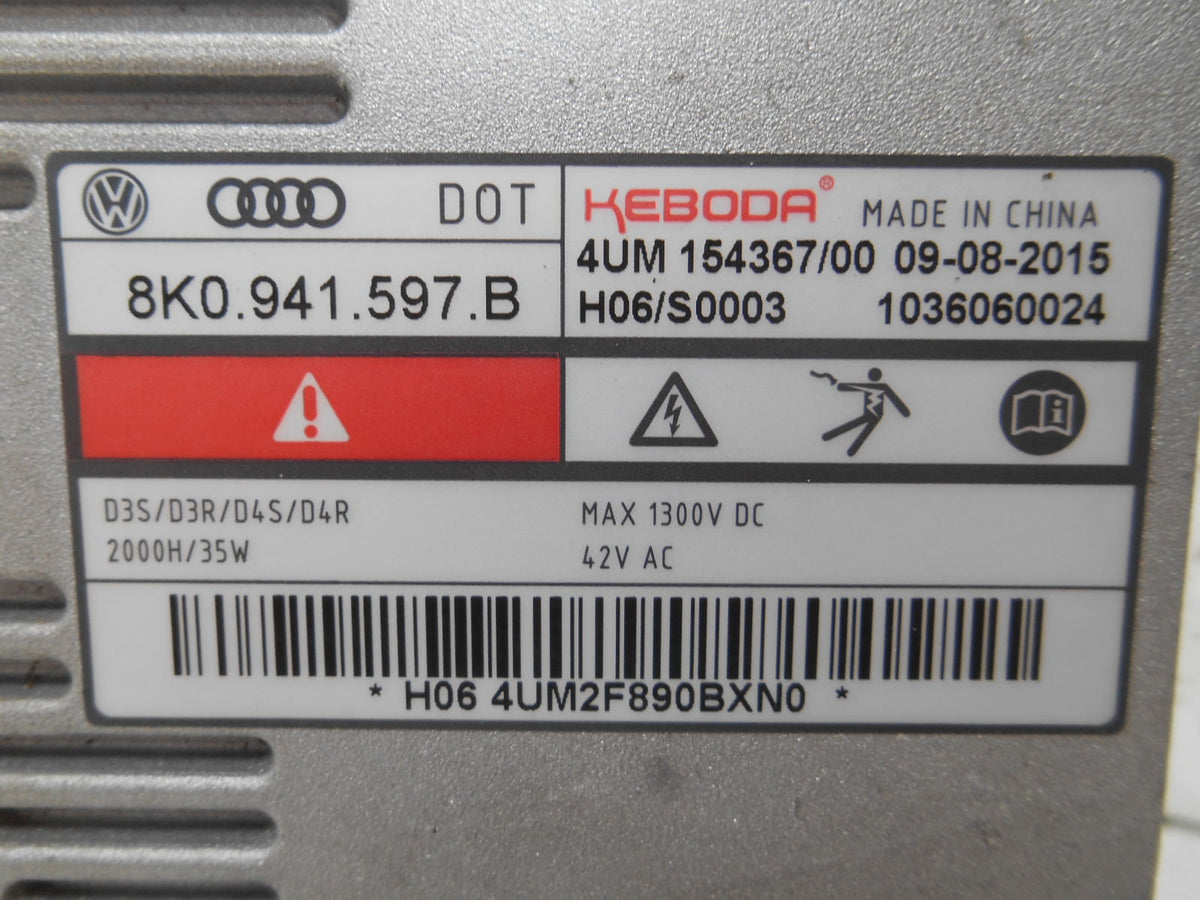 DOT
8K0.941.597.B
KEBODA® MADE IN CHINA
4UM 154367/00 09-08-2015
H06/S0003 1036060024
D3S/D3R/D4S/D4R
2000H/35W
MAX 1300V DC
42V AC
* H06 4UM2F890BXN0 *